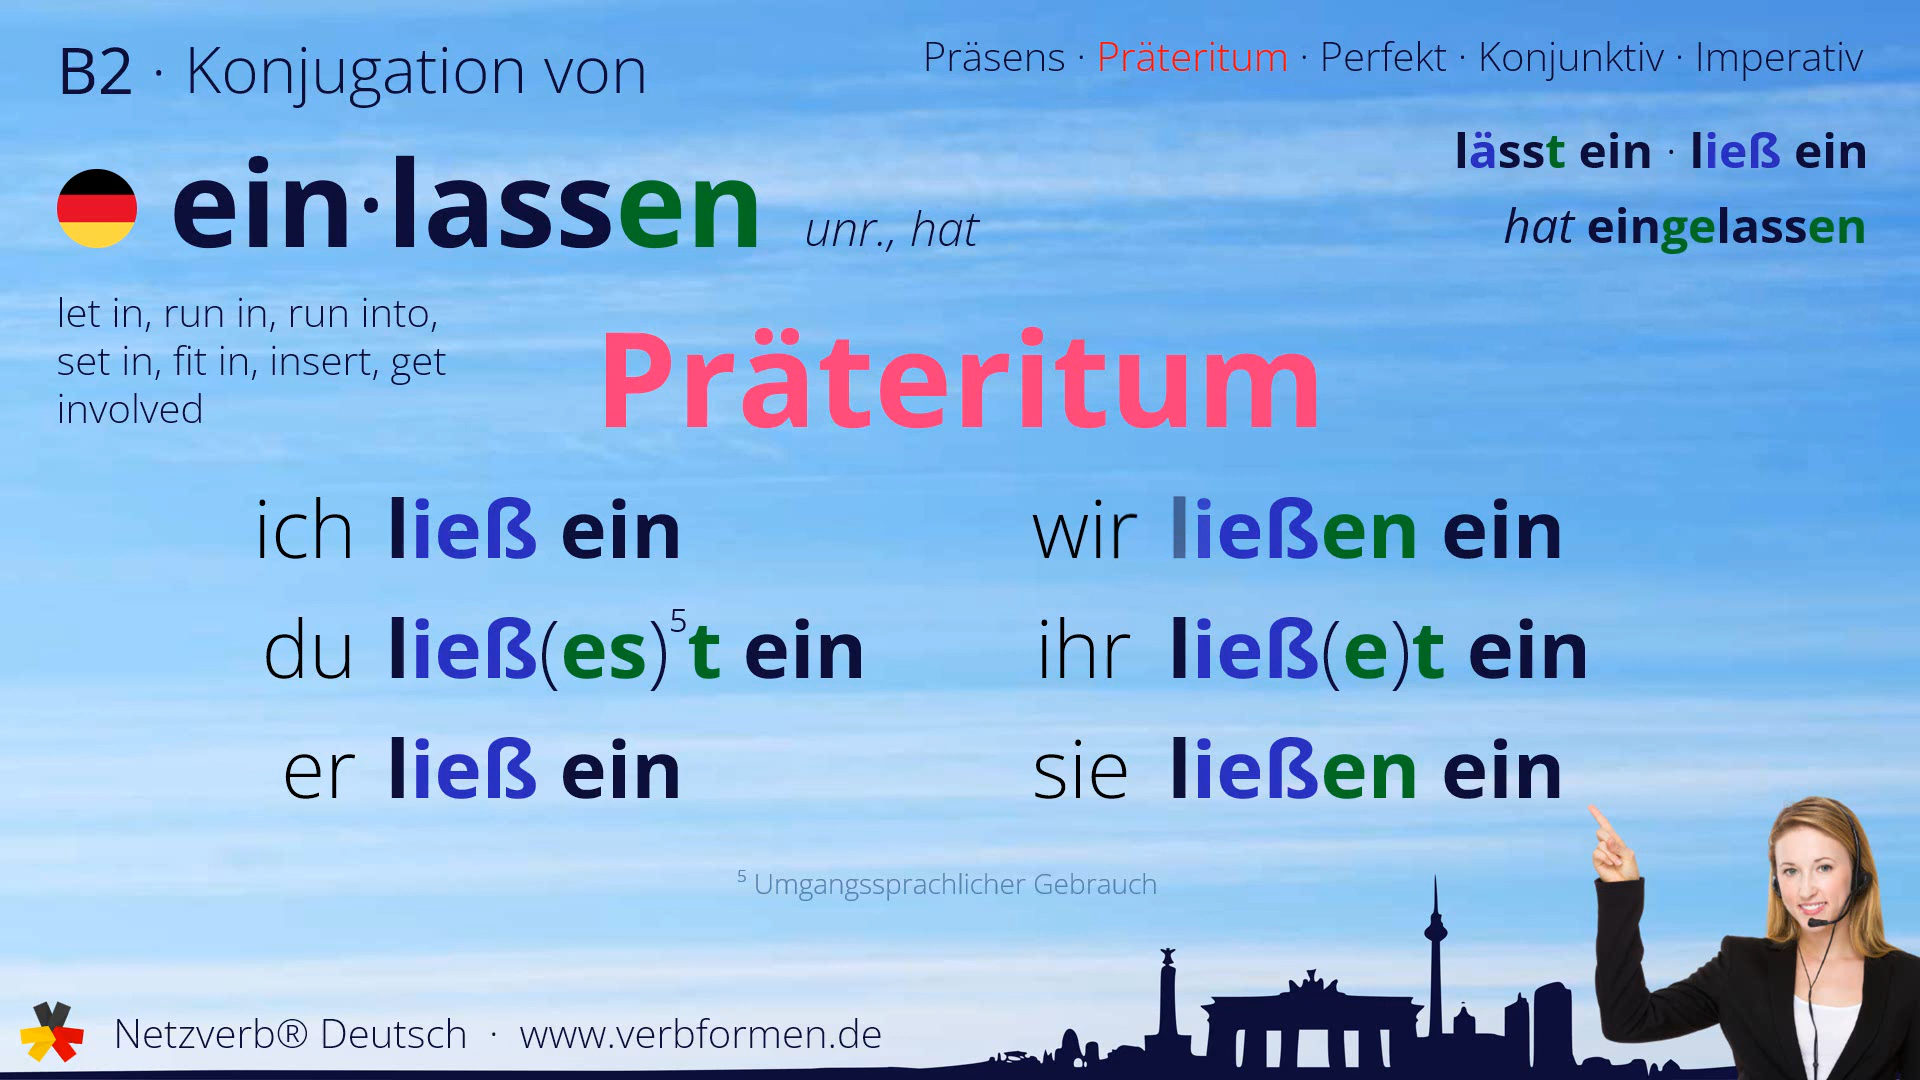 B2 · Konjugation von
Präsens · Präteritum · Perfekt · Konjunktiv · Imperativ
ein·lassen unr., hat
lässt ein · ließ ein
hat eingelassen
let in, run in, run into,
set in, fit in, insert, get
involved
Präteritum
ich ließ ein
du ließ(es)⁵t ein
er ließ ein
wir ließen ein
ihr ließ(e)t ein
sie ließen ein
⁵ Umgangssprachlicher Gebrauch
Netzverb® Deutsch · www.verbformen.de